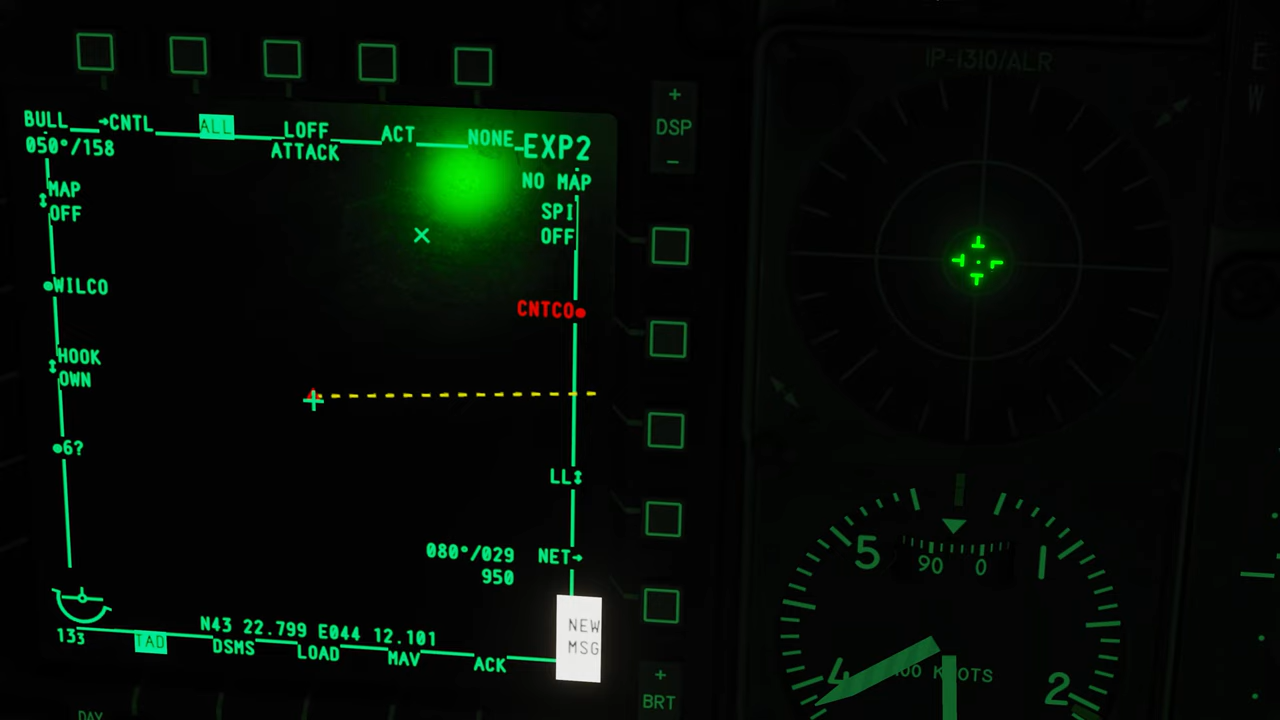 IP-1310/ALR
E
W
BULL →CNTL ALL LOFF ACT NONE EXP2
050°/158
ATTACK
NO MAP
MAP
OFF
SPI
OFF
WILCO
CNTCO
HOOK
OWN
6?
LL
080°/029 NET→
950
NEW
MSG
N43 22.799 E044 12.101
133 TAD DSMS LOAD MAV ACK
+
DSP
-
+
BRT
DAY
5
90 0
1
4
2